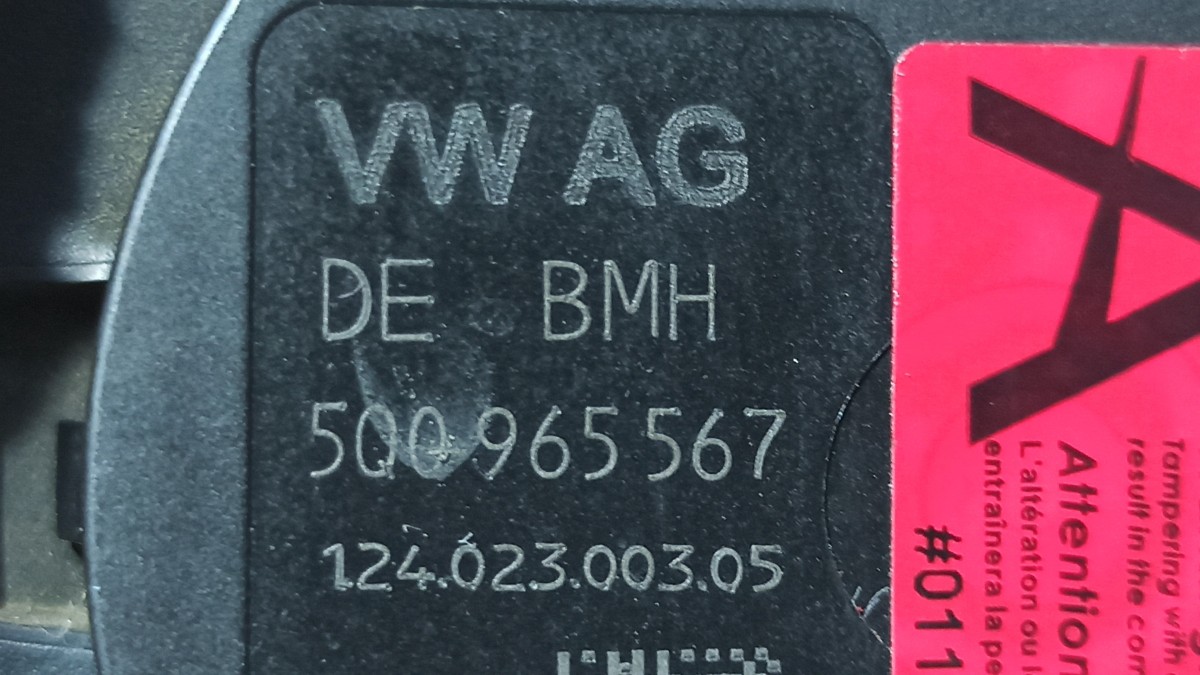 VW AG
DE BMH
5Q0 965 567
124.023.003.05
Tampering with
result in the com
Attention
L'altération ou l
entraînera la pe
#011